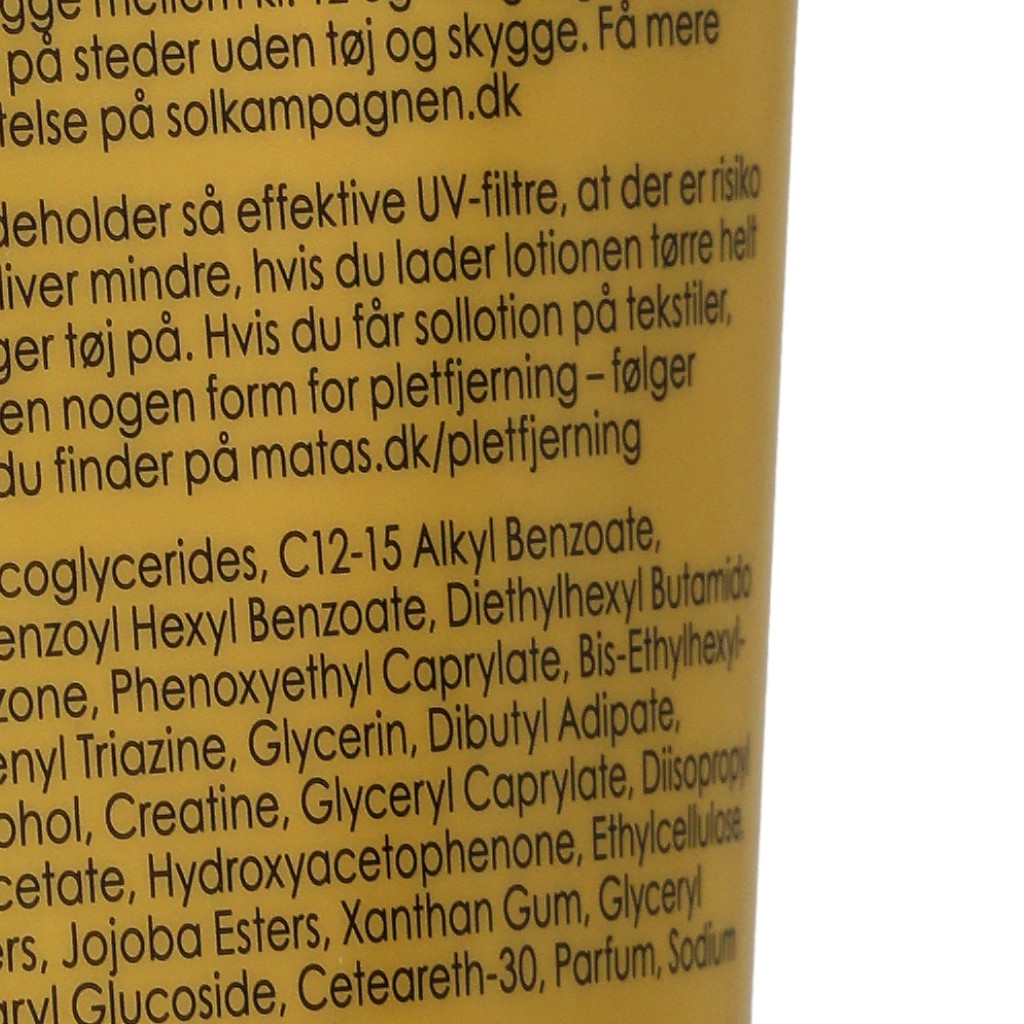 på steder uden tøj og skygge. Få mere
telse på solkampagnen.dk
deholder så effektive UV-filtre, at der er risiko
liver mindre, hvis du lader lotionen tørre helt
ger tøj på. Hvis du får sollotion på tekstiler,
en nogen form for pletfjerning – følger
du finder på matas.dk/pletfjerning
coglycerides, C12-15 Alkyl Benzoate,
enzoyl Hexyl Benzoate, Diethylhexyl Butamido
zone, Phenoxyethyl Caprylate, Bis-Ethylhexyl-
enyl Triazine, Glycerin, Dibutyl Adipate,
ohol, Creatine, Glyceryl Caprylate, Diisopropyl
cetate, Hydroxyacetophenone, Ethylcellulose,
ers, Jojoba Esters, Xanthan Gum, Glyceryl
aryl Glucoside, Ceteareth-30, Parfum, Sodium